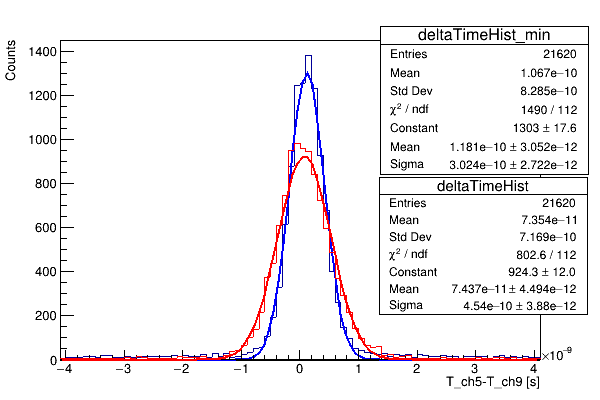 deltaTimeHist_min
Entries 21620
Mean 1.067e−10
Std Dev 8.285e−10
χ² / ndf 1490 / 112
Constant 1303 ± 17.6
Mean 1.181e−10 ± 3.052e−12
Sigma 3.024e−10 ± 2.722e−12
deltaTimeHist
Entries 21620
Mean 7.354e−11
Std Dev 7.169e−10
χ² / ndf 802.6 / 112
Constant 924.3 ± 12.0
Mean 7.437e−11 ± 4.494e−12
Sigma 4.54e−10 ± 3.88e−12
Counts
1400
1200
1000
800
600
400
200
0
−4 −3 −2 −1 0 1 2 3 4
×10⁻⁹
T_ch5-T_ch9 [s]